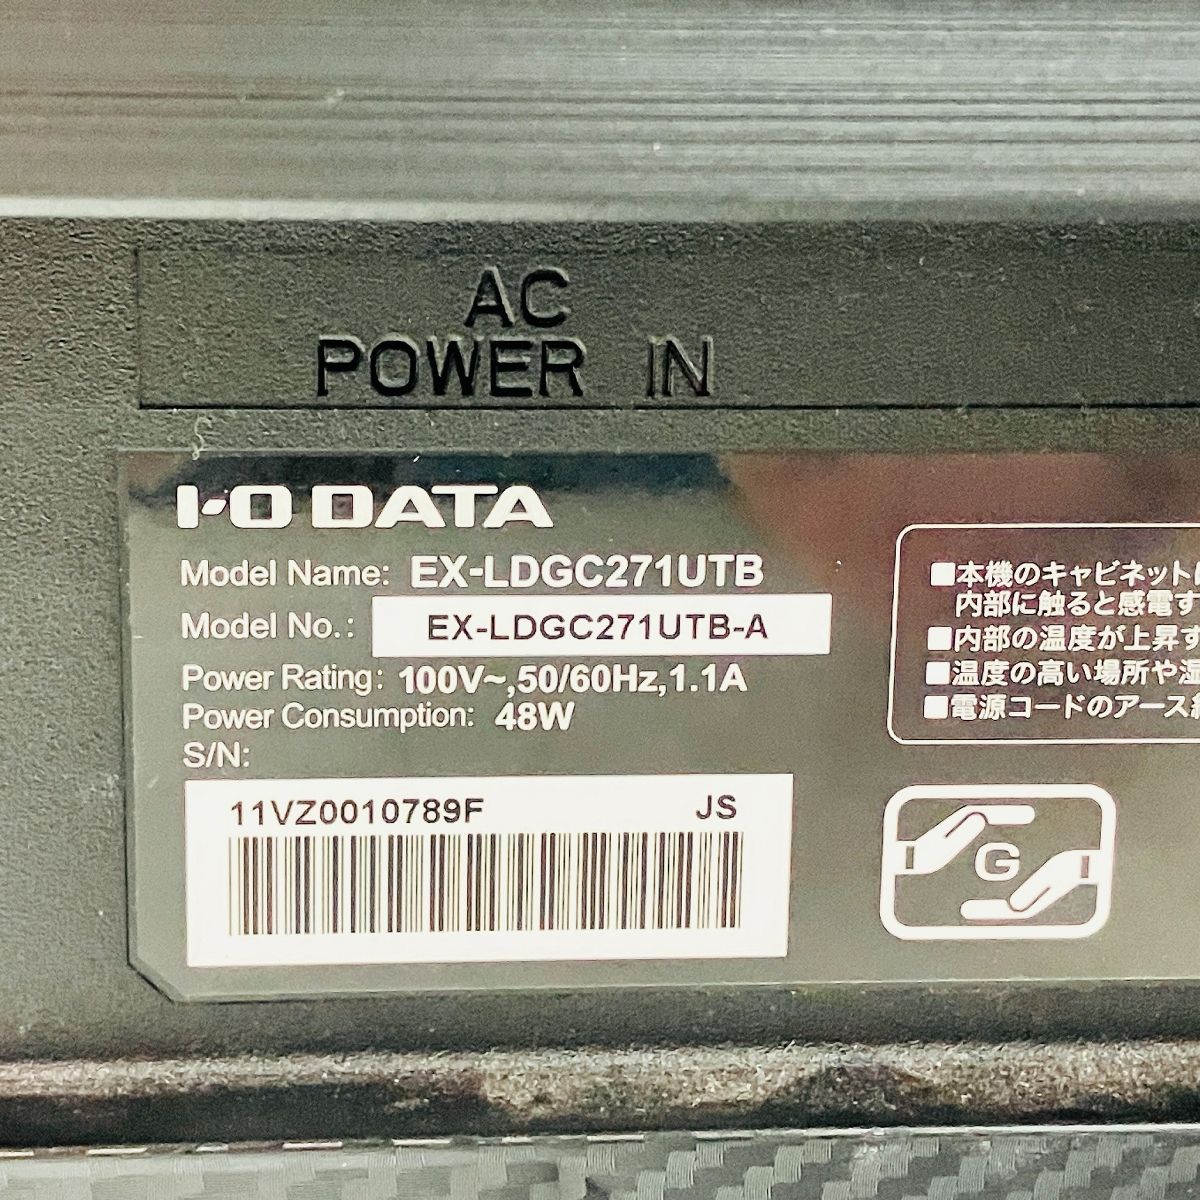 AC
POWER IN
I-O DATA
Model Name: EX-LDGC271UTB
Model No.: EX-LDGC271UTB-A
Power Rating: 100V~,50/60Hz,1.1A
Power Consumption: 48W
S/N:
11VZ0010789F JS
■本機のキャビネット
内部に触ると感電す
■内部の温度が上昇す
■温度の高い場所や湿
■電源コードのアース
G